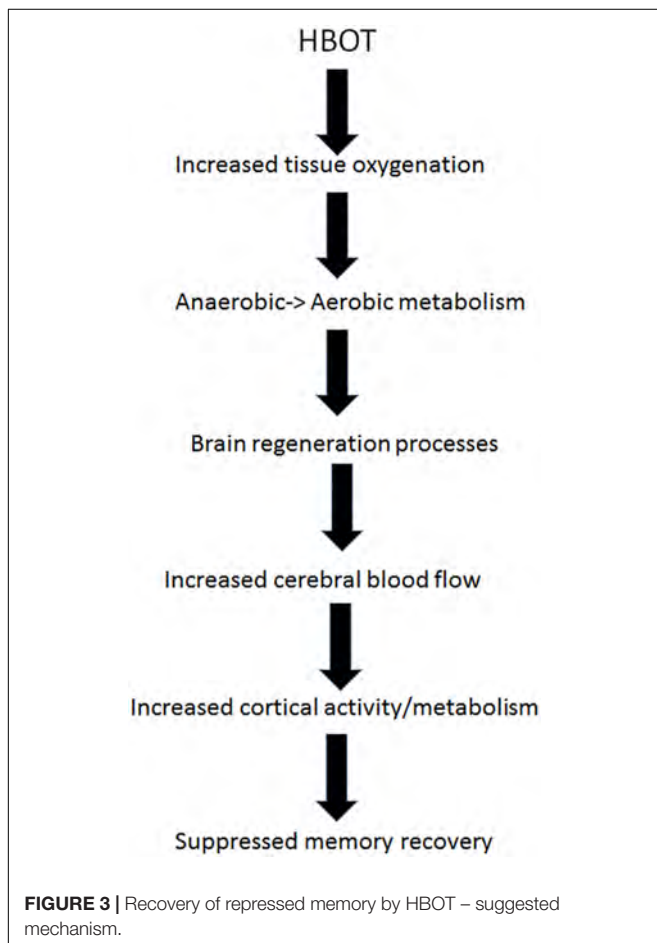 HBOT
Increased tissue oxygenation
Anaerobic-> Aerobic metabolism
Brain regeneration processes
Increased cerebral blood flow
Increased cortical activity/metabolism
Suppressed memory recovery
FIGURE 3 | Recovery of repressed memory by HBOT – suggested
mechanism.